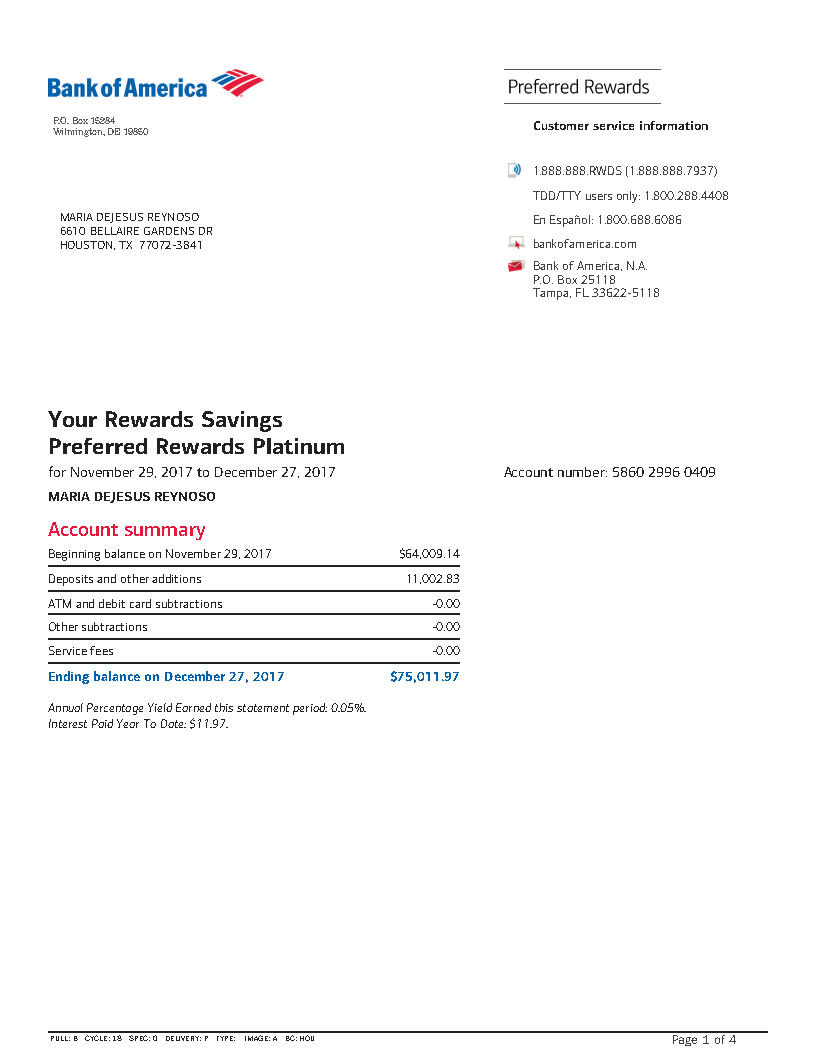 Bank of America
Preferred Rewards
P.O. Box 15284
Wilmington, DE 19850
Customer service information
1.888.888.RWDS (1.888.888.7937)
TDD/TTY users only: 1.800.288.4408
En Español: 1.800.688.6086
bankofamerica.com
Bank of America, N.A.
P.O. Box 25118
Tampa, FL 33622-5118
MARIA DEJESUS REYNOSO
6610 BELLAIRE GARDENS DR
HOUSTON, TX  77072-3841
Your Rewards Savings
Preferred Rewards Platinum
for November 29, 2017 to December 27, 2017
Account number: 5860 2996 0409
MARIA DEJESUS REYNOSO
Account summary
Beginning balance on November 29, 2017 $64,009.14
Deposits and other additions 11,002.83
ATM and debit card subtractions -0.00
Other subtractions -0.00
Service fees -0.00
Ending balance on December 27, 2017 $75,011.97
Annual Percentage Yield Earned this statement period: 0.05%.
Interest Paid Year To Date: $11.97.
PULL: B CYCLE: 18 SPEC: 0 DELIVERY: P TYPE: IMAGE: A BC: HOU
Page 1 of 4